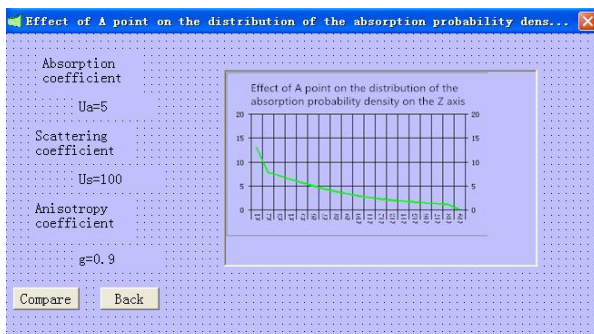 Effect of A point on the distribution of the absorption probability dens...
Absorption
coefficient
Ua=5
Scattering
coefficient
Us=100
Anisotropy
coefficient
g=0.9
Compare
Back
Effect of A point on the distribution of the
absorption probability density on the Z axis
20
15
10
5
0
20
15
10
5
0